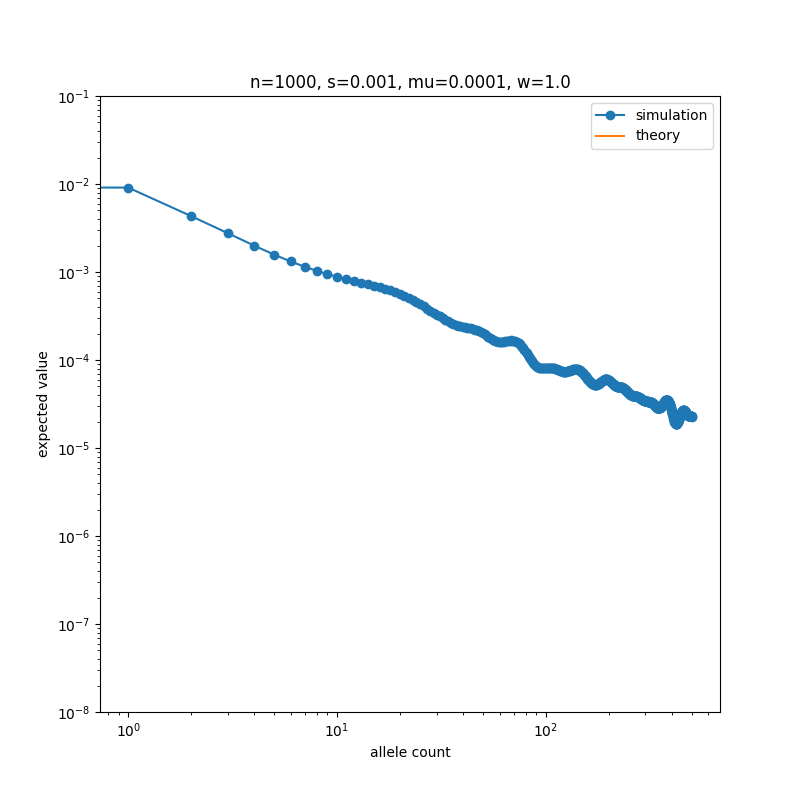 n=1000, s=0.001, mu=0.0001, w=1.0
simulation
theory
expected value
10⁻¹
10⁻²
10⁻³
10⁻⁴
10⁻⁵
10⁻⁶
10⁻⁷
10⁻⁸
10⁰ 10¹ 10²
allele count